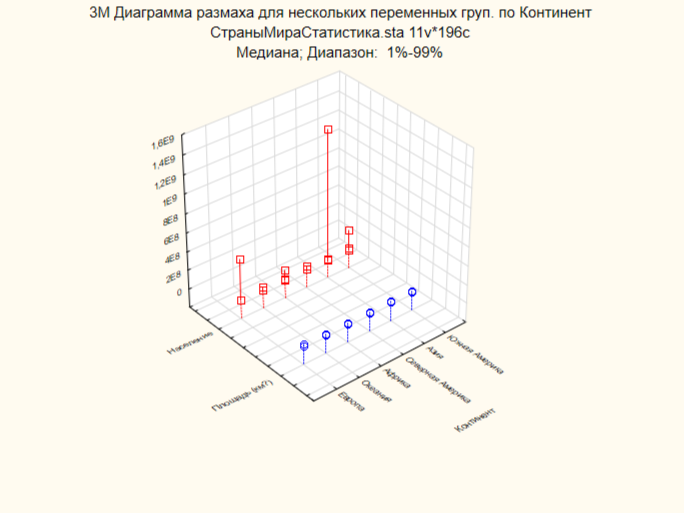 3М Диаграмма размаха для нескольких переменных груп. по Континент
СтраныМираСтатистика.sta 11v*196c
Медиана; Диапазон: 1%-99%
1,6E9
1,4E9
1,2E9
1E9
8E8
6E8
4E8
2E8
0
Население
Площадь (км?)
Европа
Океания
Африка
Северная Америка
Азия
Южная Америка
Континент